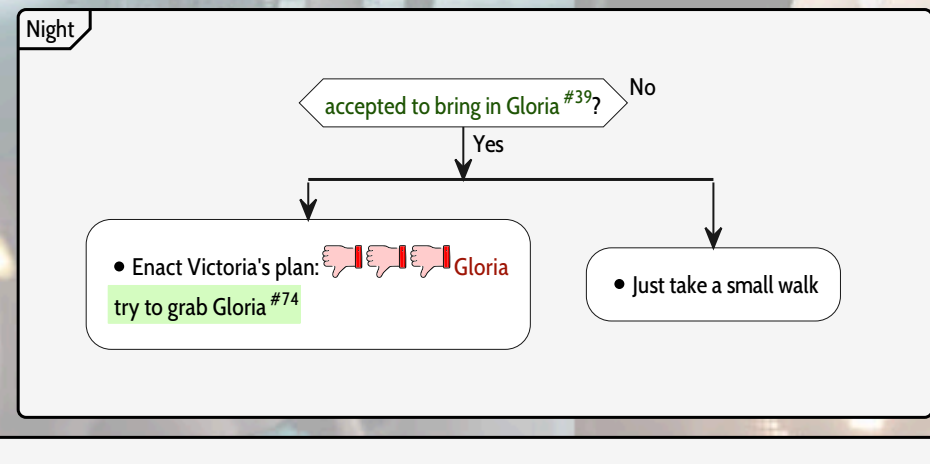 Night
accepted to bring in Gloria #39?
No
Yes
• Enact Victoria's plan: Gloria
try to grab Gloria #74
• Just take a small walk